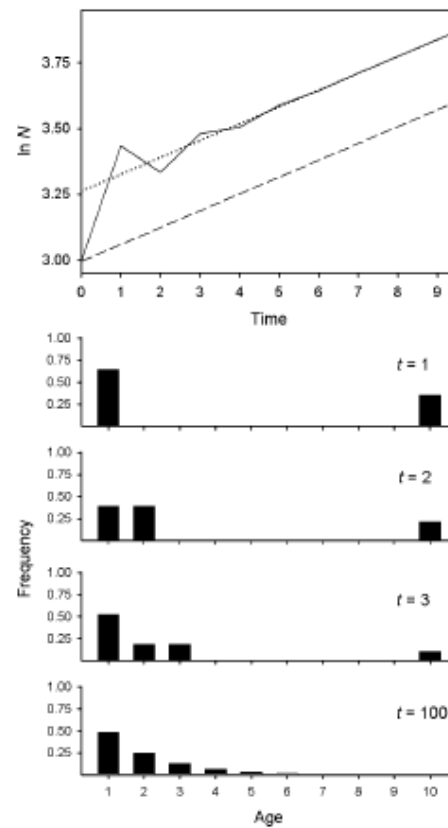 ln N
3.75
3.50
3.25
3.00
0 1 2 3 4 5 6 7 8 9
Time
Frequency
1.00
0.75
0.50
0.25
t = 1
1.00
0.75
0.50
0.25
t = 2
1.00
0.75
0.50
0.25
t = 3
1.00
0.75
0.50
0.25
t = 100
1 2 3 4 5 6 7 8 9 10
Age